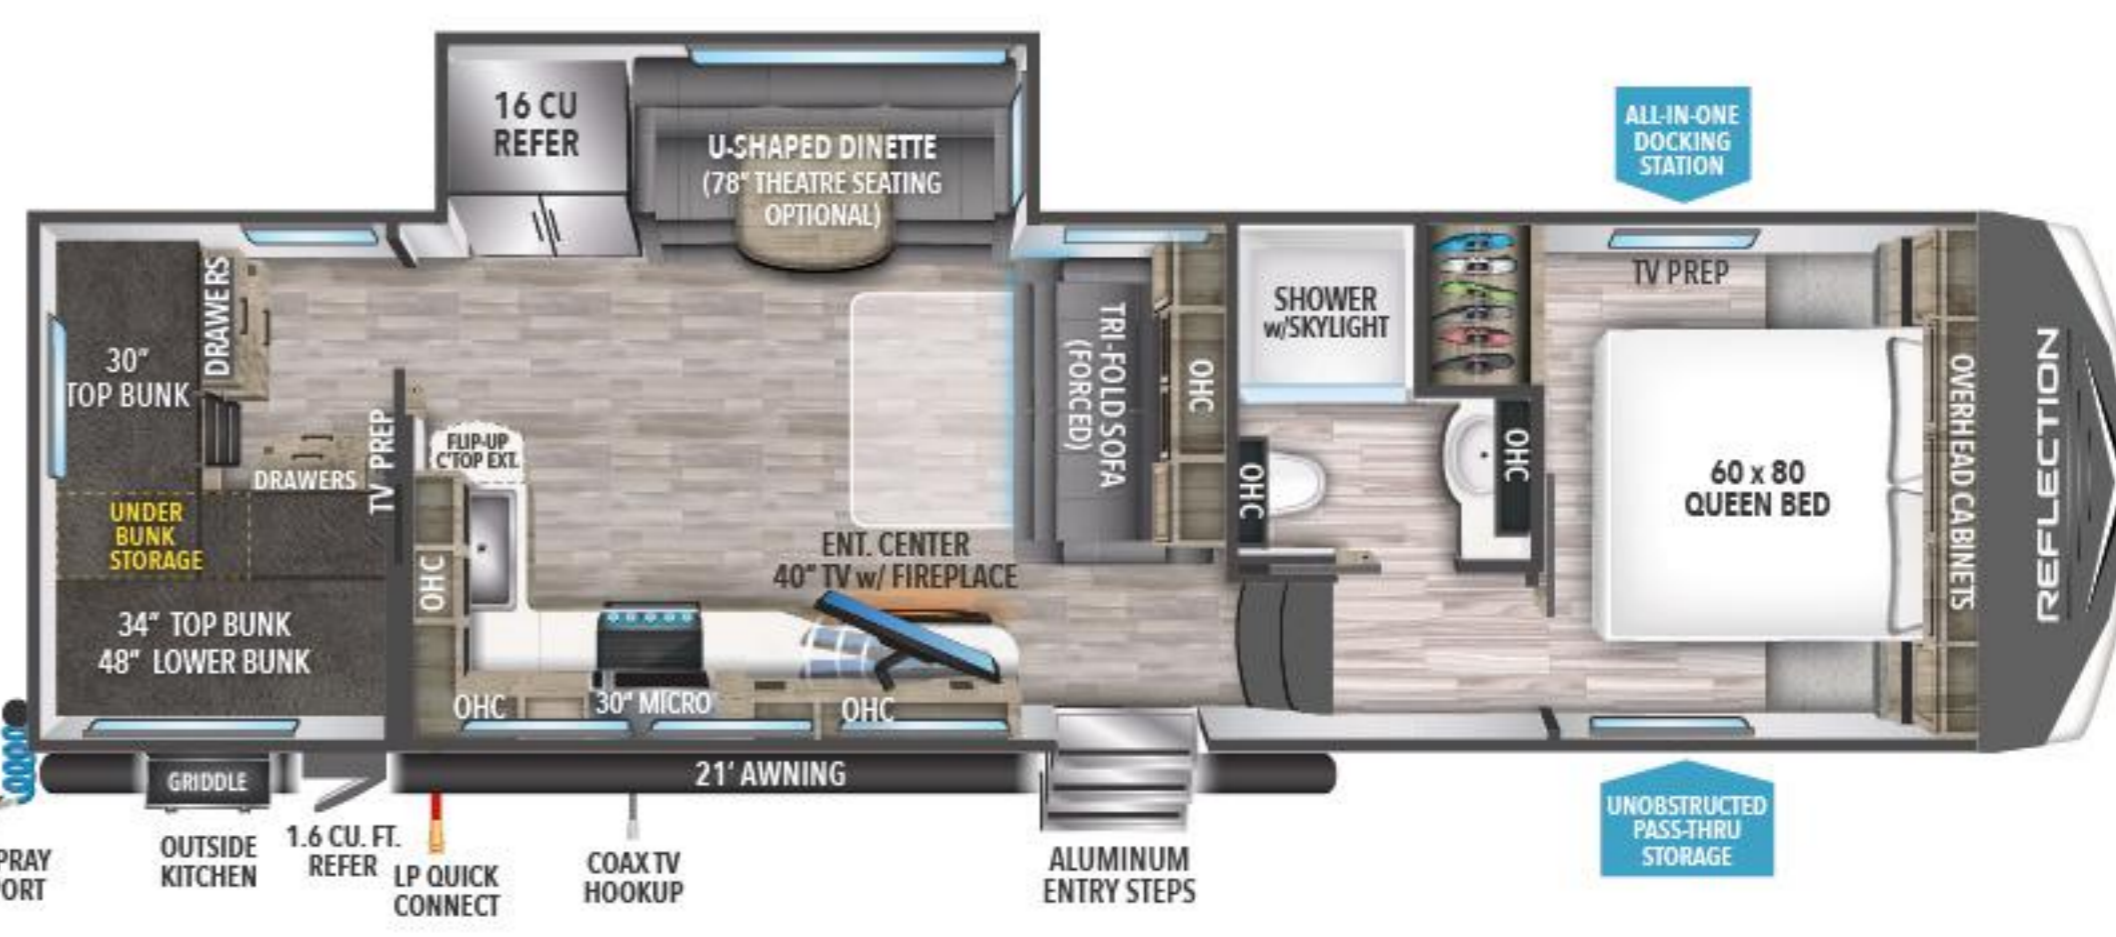 16 CU
REFER
U-SHAPED DINETTE
(78" THEATRE SEATING
OPTIONAL)
ALL-IN-ONE
DOCKING
STATION
30"
TOP BUNK
DRAWERS
DRAWERS
TV PREP
UNDER
BUNK
STORAGE
34" TOP BUNK
48" LOWER BUNK
FLIP-UP
C'TOP EXT.
OHC
OHC
30" MICRO
OHC
ENT. CENTER
40" TV w/ FIREPLACE
TRI-FOLD SOFA
(FORCED)
OHC
SHOWER
w/SKYLIGHT
OHC
OHC
TV PREP
60 x 80
QUEEN BED
OVERHEAD CABINETS
REFLECTION
21' AWNING
GRIDDLE
OUTSIDE
KITCHEN
1.6 CU. FT.
REFER
LP QUICK
CONNECT
COAX TV
HOOKUP
ALUMINUM
ENTRY STEPS
UNOBSTRUCTED
PASS-THRU
STORAGE
PRAY
ORT